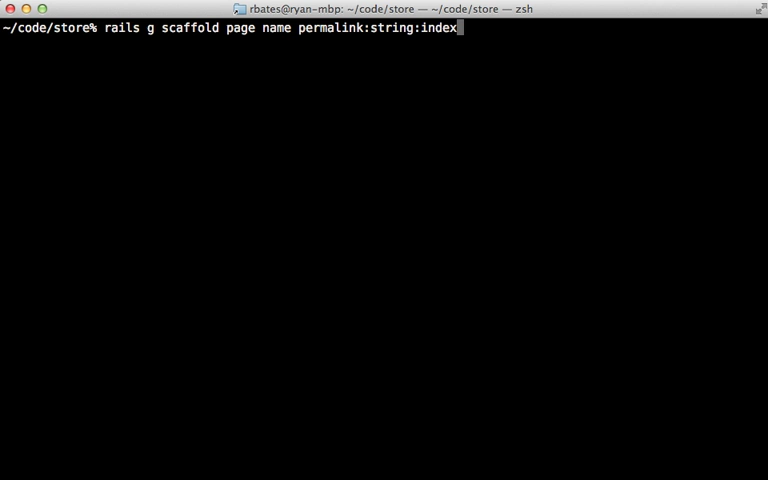 rbates@ryan-mbp: ~/code/store — ~/code/store — zsh
~/code/store% rails g scaffold page name permalink:string:index